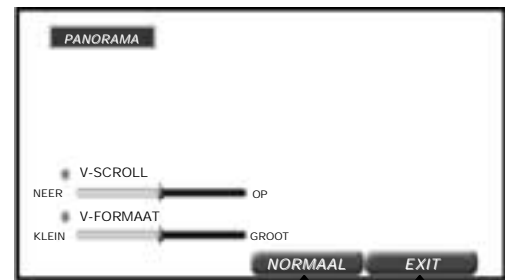 PANORAMA
V-SCROLL
NEER OP
V-FORMAAT
KLEIN GROOT
NORMAAL EXIT